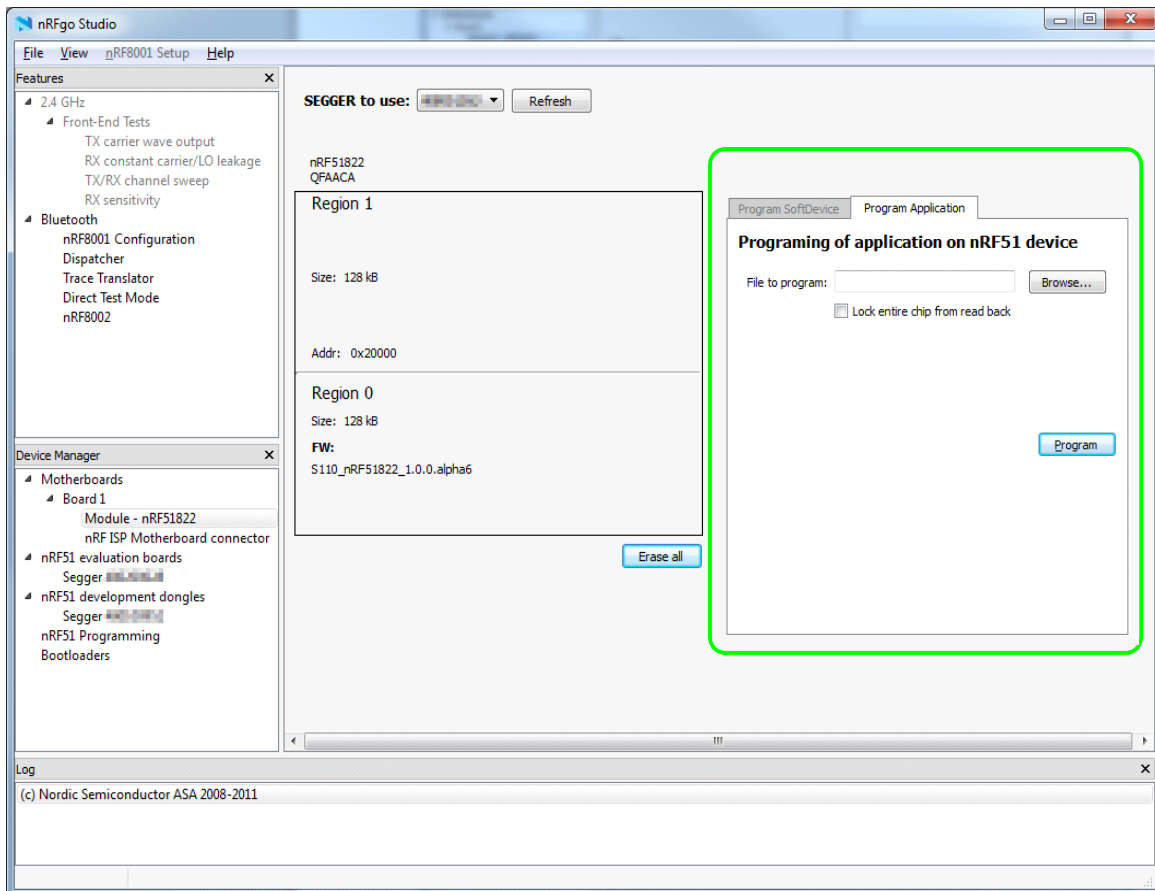 nRFgo Studio
File View nRF8001 Setup Help
Features
2.4 GHz
Front-End Tests
TX carrier wave output
RX constant carrier/LO leakage
TX/RX channel sweep
RX sensitivity
Bluetooth
nRF8001 Configuration
Dispatcher
Trace Translator
Direct Test Mode
nRF8002
Device Manager
Motherboards
Board 1
Module - nRF51822
nRF ISP Motherboard connector
nRF51 evaluation boards
Segger
nRF51 development dongles
Segger
nRF51 Programming
Bootloaders
SEGGER to use: Refresh
nRF51822
QFAACA
Region 1
Size: 128 kB
Addr: 0x20000
Region 0
Size: 128 kB
FW:
S110_nRF51822_1.0.0.alpha6
Erase all
Program SoftDevice Program Application
Programing of application on nRF51 device
File to program: Browse...
Lock entire chip from read back
Program
Log
(c) Nordic Semiconductor ASA 2008-2011